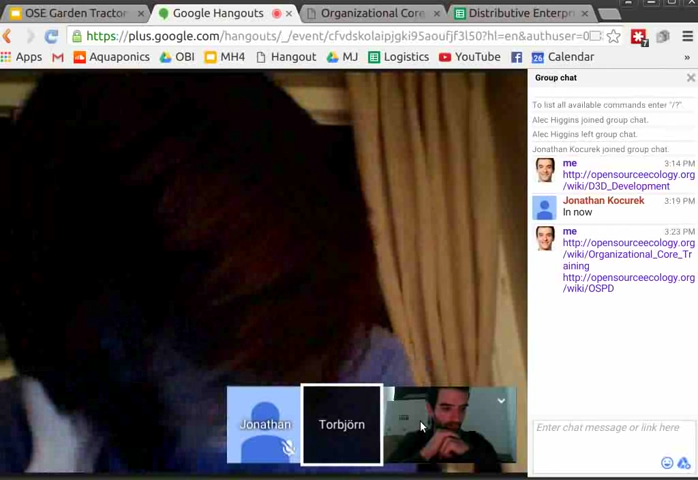 OSE Garden Tractor
Google Hangouts
Organizational Core
Distributive Enterpr
https://plus.google.com/hangouts/_/event/cfvdskolaipjgki95aoufjf3l50?hl=en&authuser=0
7
Apps
Aquaponics
OBI
MH4
Hangout
MJ
Logistics
YouTube
26
Calendar
»
Group chat
To list all available commands enter "/?"
Alec Higgins joined group chat.
Alec Higgins left group chat.
Jonathan Kocurek joined group chat.
me 3:14 PM
http://opensourceecology.org
/wiki/D3D_Development
Jonathan Kocurek 3:19 PM
In now
me 3:23 PM
http://opensourceecology.org
/wiki/Organizational_Core_Tr
aining
http://opensourceecology.org
/wiki/OSPD
Jonathan
Torbjörn
Enter chat message or link here